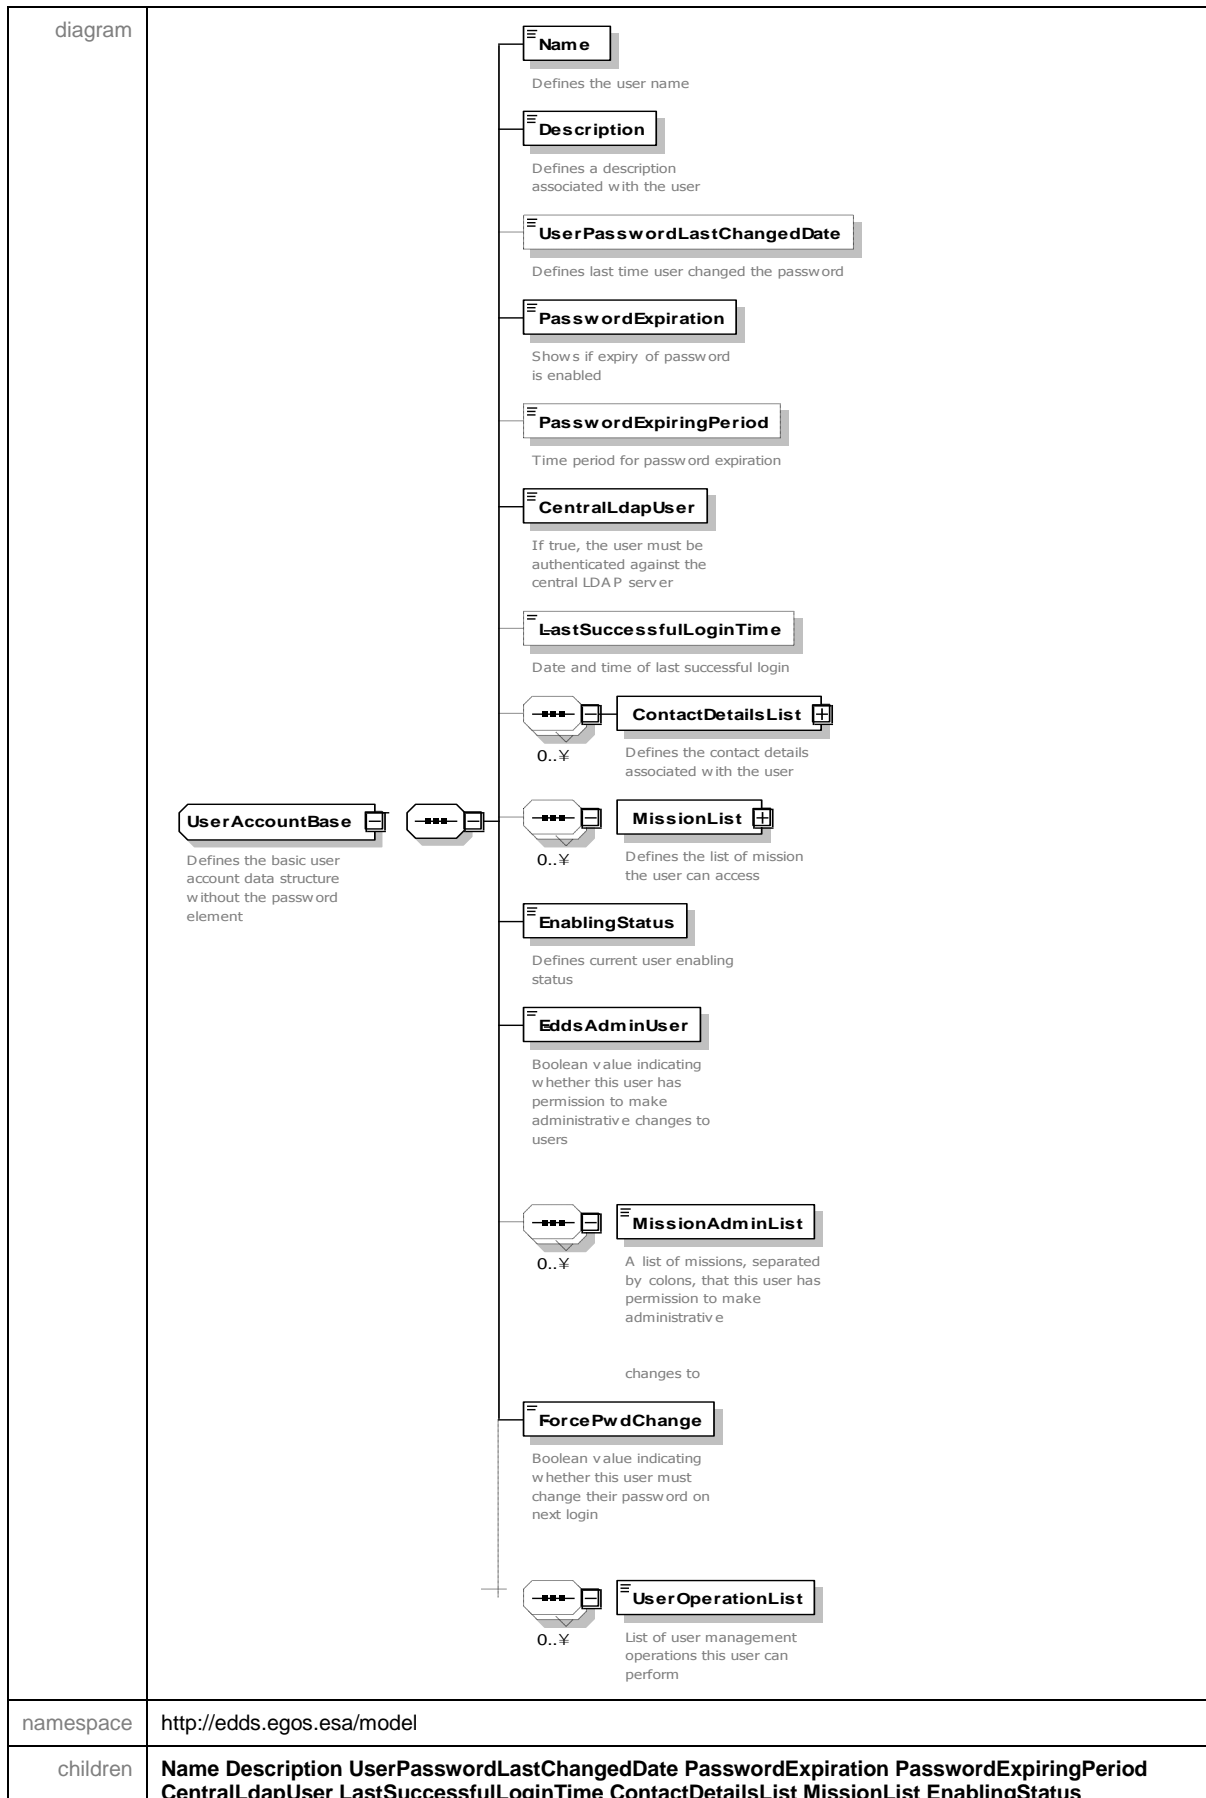 diagram
Name
Defines the user name
Description
Defines a description
associated with the user
UserPasswordLastChangedDate
Defines last time user changed the password
PasswordExpiration
Shows if expiry of password
is enabled
PasswordExpiringPeriod
Time period for password expiration
CentralLdapUser
If true, the user must be
authenticated against the
central LDAP server
LastSuccessfulLoginTime
Date and time of last successful login
ContactDetailsList
0..¥
Defines the contact details
associated with the user
UserAccountBase
Defines the basic user
account data structure
without the password
element
MissionList
0..¥
Defines the list of mission
the user can access
EnablingStatus
Defines current user enabling
status
EddsAdminUser
Boolean value indicating
whether this user has
permission to make
administrative changes to
users
MissionAdminList
0..¥
A list of missions, separated
by colons, that this user has
permission to make
administrative
changes to
ForcePwdChange
Boolean value indicating
whether this user must
change their password on
next login
UserOperationList
0..¥
List of user management
operations this user can
perform
namespace
http://edds.egos.esa/model
children
Name Description UserPasswordLastChangedDate PasswordExpiration PasswordExpiringPeriod
CentralLdapUser LastSuccessfulLoginTime ContactDetailsList MissionList EnablingStatus